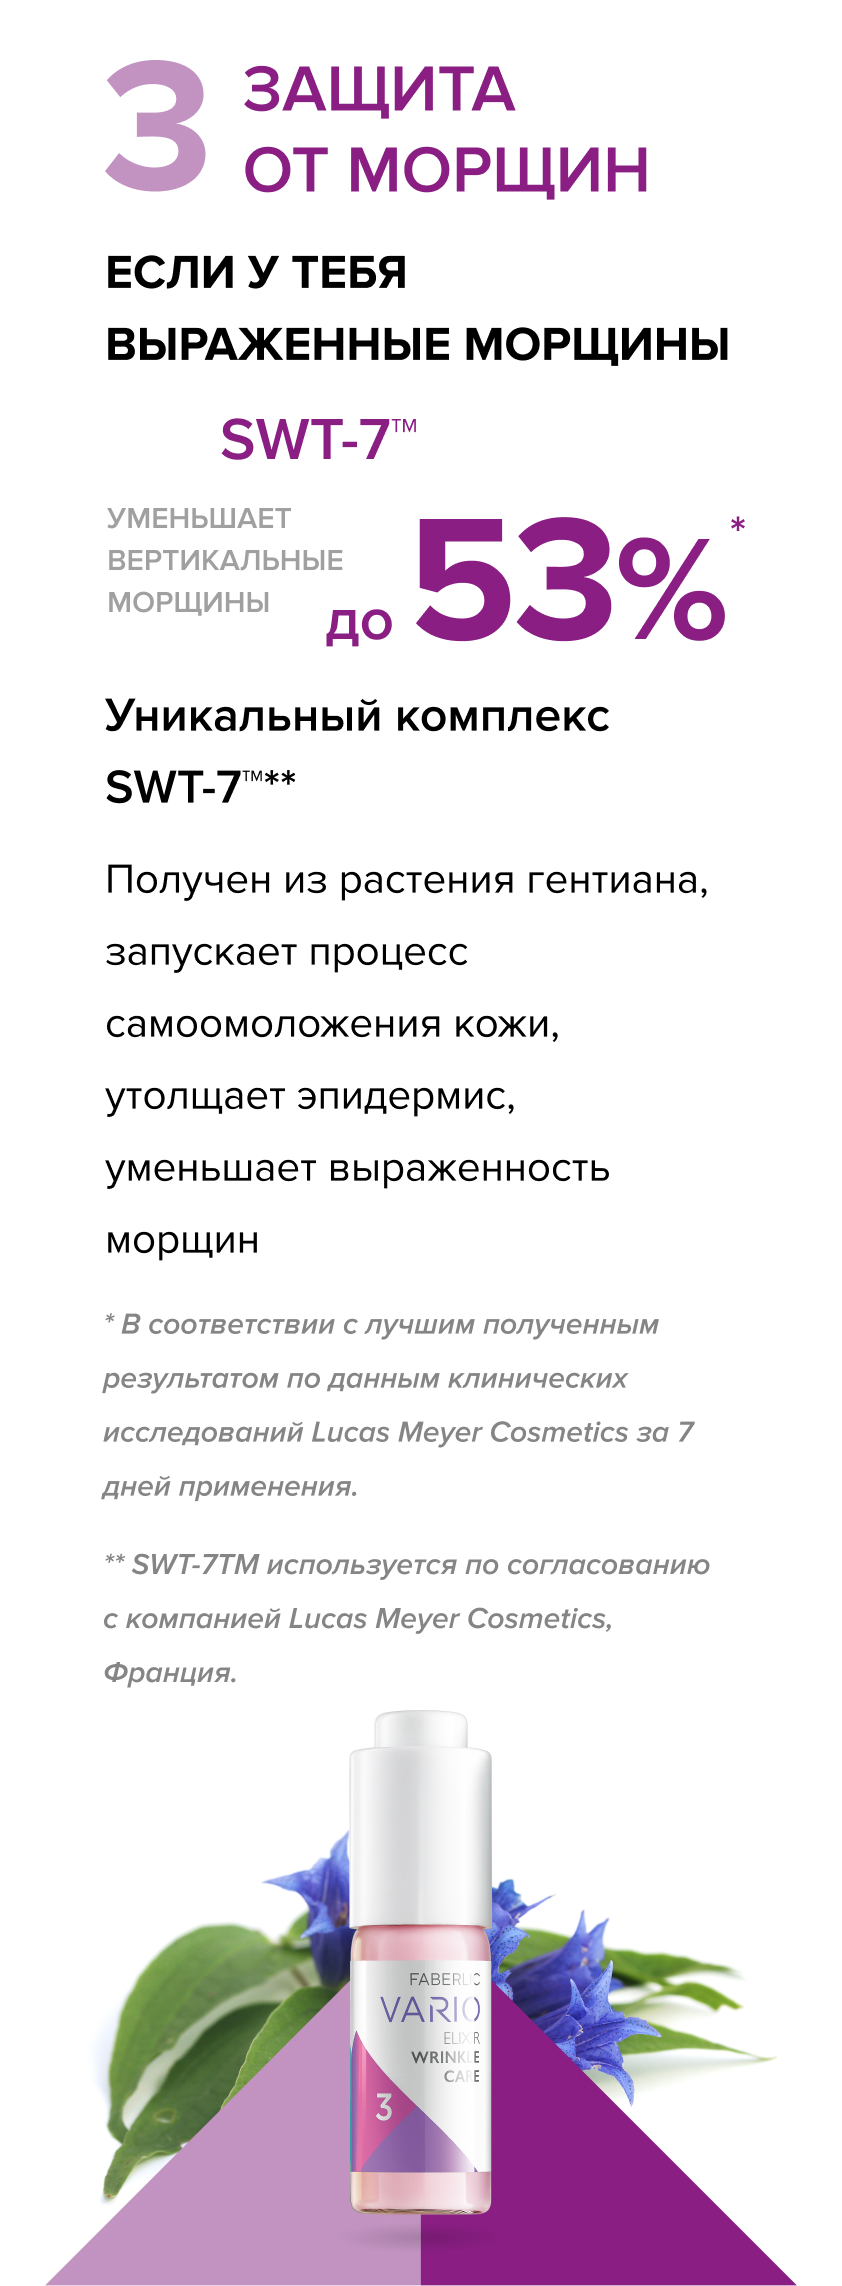 3 ЗАЩИТА
ОТ МОРЩИН
ЕСЛИ У ТЕБЯ
ВЫРАЖЕННЫЕ МОРЩИНЫ
SWT-7™
УМЕНЬШАЕТ
ВЕРТИКАЛЬНЫЕ
МОРЩИНЫ
до 53%*
Уникальный комплекс
SWT-7™**
Получен из растения гентиана,
запускает процесс
самоомоложения кожи,
утолщает эпидермис,
уменьшает выраженность
морщин
* В соответствии с лучшим полученным
результатом по данным клинических
исследований Lucas Meyer Cosmetics за 7
дней применения.
** SWT-7TM используется по согласованию
с компанией Lucas Meyer Cosmetics,
Франция.
FABERLIC
VARIO
ELIXIR
WRINKLE
CARE
3